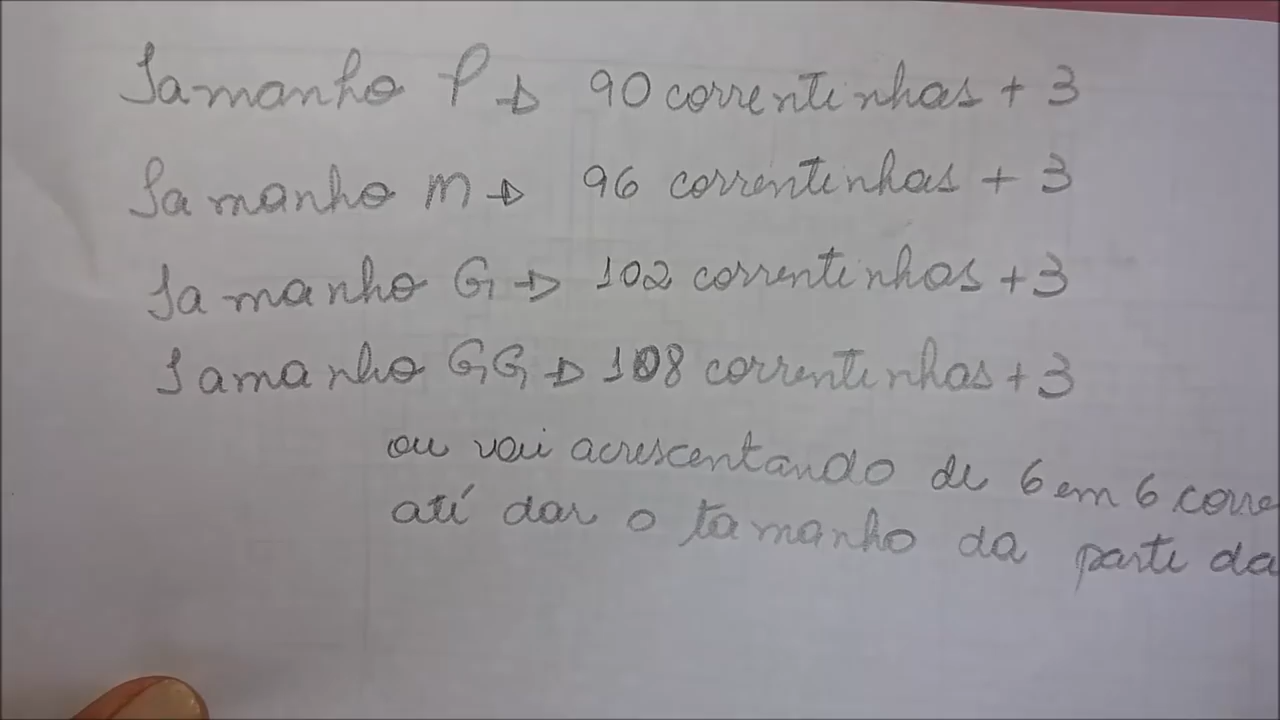 Tamanho P → 90 correntinhas + 3
Tamanho M → 96 correntinhas + 3
Tamanho G → 102 correntinhas + 3
Tamanho GG → 108 correntinhas + 3
ou vai acrescentando de 6 em 6 corre
até dar o tamanho da parte da